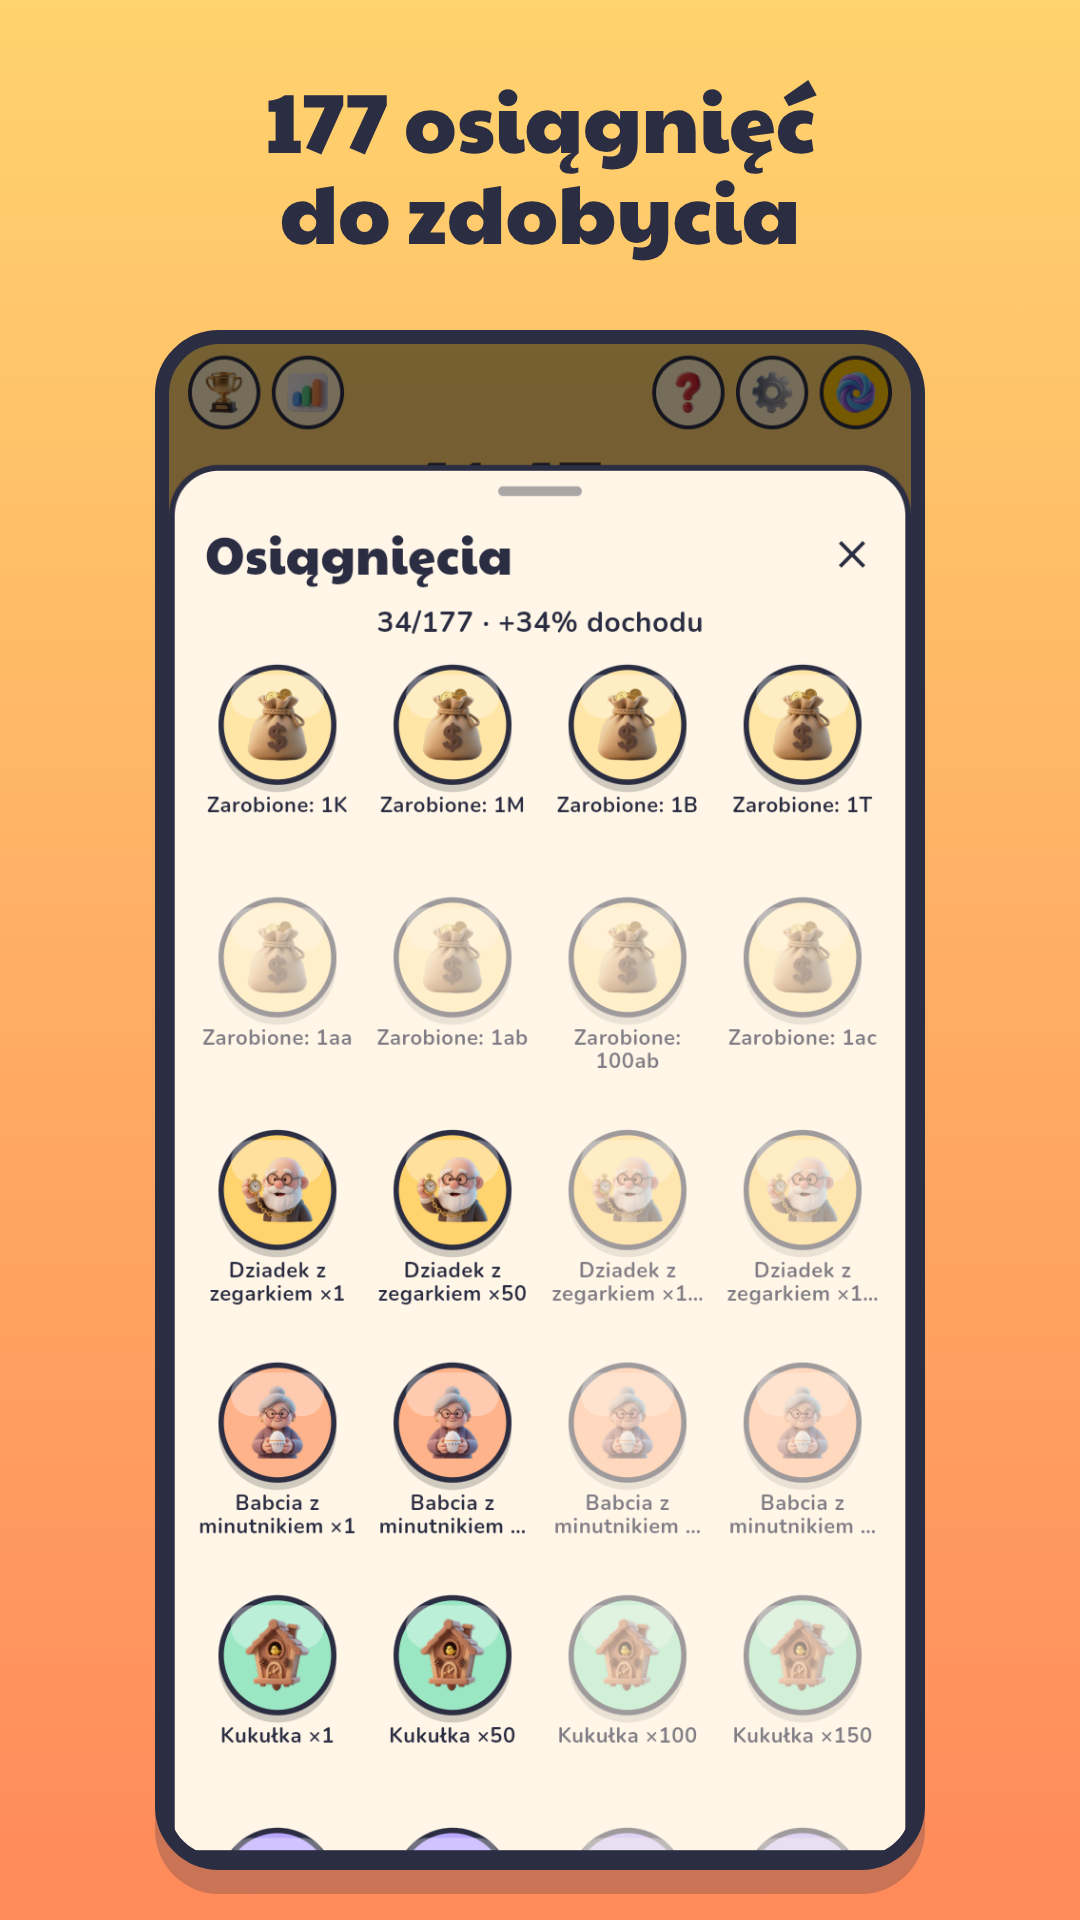 177 osiągnięć
do zdobycia
Osiągnięcia
34/177 · +34% dochodu
Zarobione: 1K
Zarobione: 1M
Zarobione: 1B
Zarobione: 1T
Zarobione: 1aa
Zarobione: 1ab
Zarobione:
100ab
Zarobione: 1ac
Dziadek z
zegarkiem ×1
Dziadek z
zegarkiem ×50
Dziadek z
zegarkiem ×1...
Dziadek z
zegarkiem ×1...
Babcia z
minutnikiem ×1
Babcia z
minutnikiem ...
Babcia z
minutnikiem ...
Babcia z
minutnikiem ...
Kukułka ×1
Kukułka ×50
Kukułka ×100
Kukułka ×150